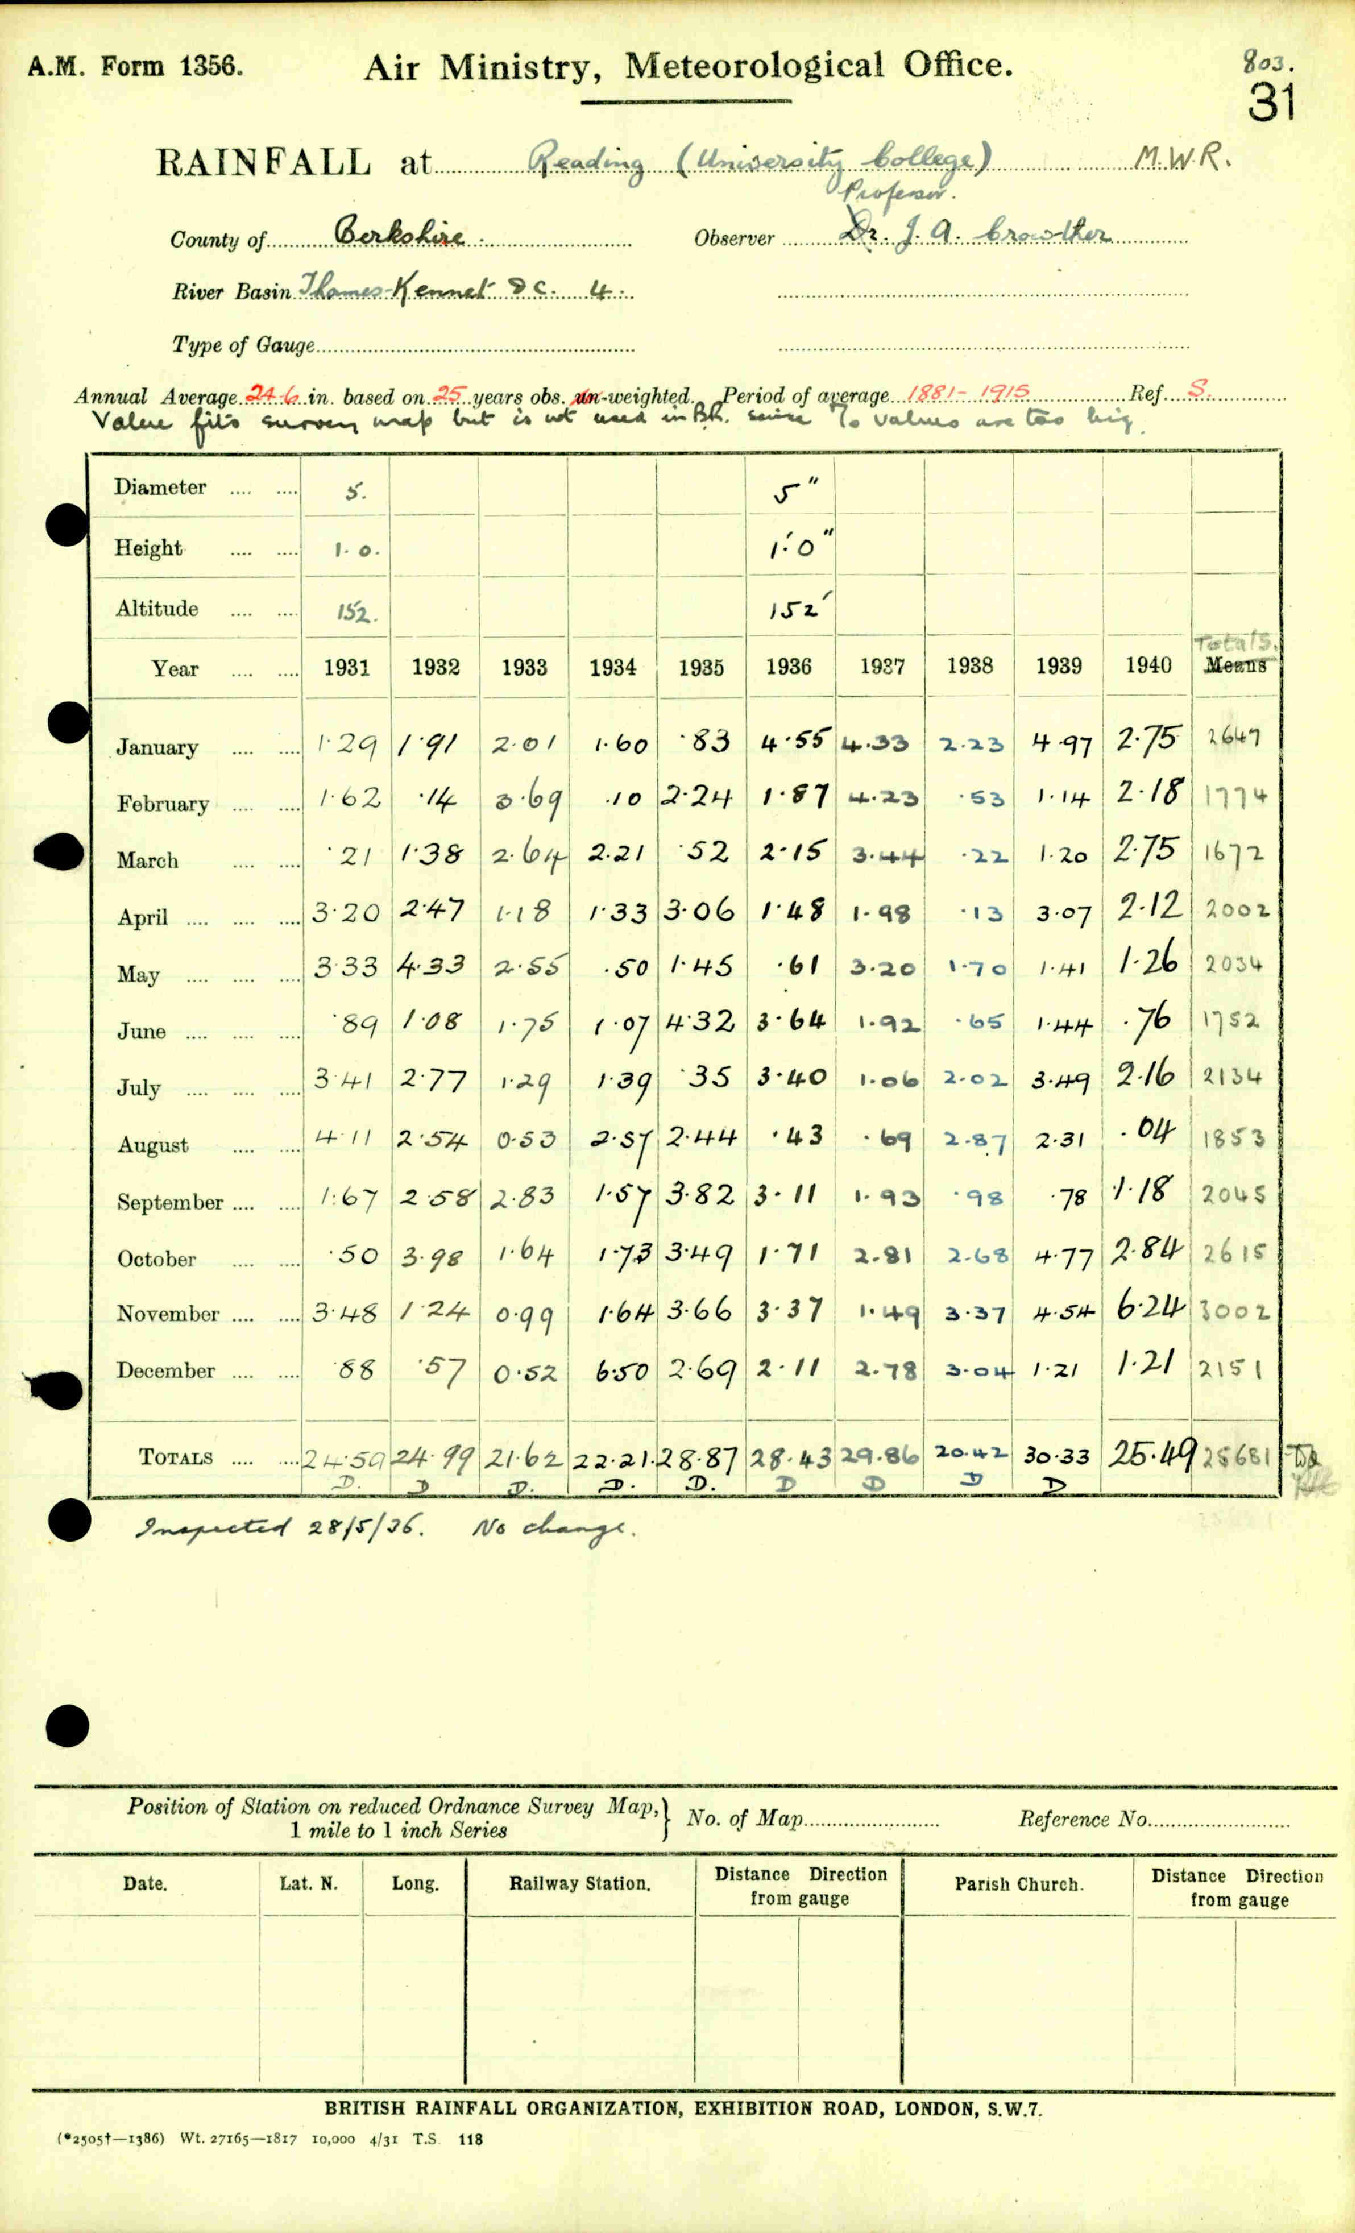 A.M. Form 1356.
Air Ministry, Meteorological Office.
803.
31
RAINFALL at Reading (University College) M.W.R.
Professor.
County of Berkshire. Observer Dr. J. A. Crowther
River Basin Thames-Kennet D C. 4.
Type of Gauge
Annual Average 24.6 in. based on 25 years obs. un-weighted. Period of average 1881-1915 Ref. S.
Value fits survey map but is not used in B.R. since % values are too big.
Diameter 5. 5"
Height 1.0. 1'.0"
Altitude 152. 152'
Totals.
Year 1931 1932 1933 1934 1935 1936 1937 1938 1939 1940 Means
January 1.29 1.91 2.01 1.60 .83 4.55 4.33 2.23 4.97 2.75 2647
February 1.62 .14 3.69 .10 2.24 1.87 4.23 .53 1.14 2.18 1774
March .21 1.38 2.64 2.21 .52 2.15 3.44 .22 1.20 2.75 1672
April 3.20 2.47 1.18 1.33 3.06 1.48 1.98 .13 3.07 2.12 2002
May 3.33 4.33 2.55 .50 1.45 .61 3.20 1.70 1.41 1.26 2034
June .89 1.08 1.75 1.07 4.32 3.64 1.92 .65 1.44 .76 1752
July 3.41 2.77 1.29 1.39 .35 3.40 1.06 2.02 3.49 2.16 2134
August 4.11 2.54 0.53 2.57 2.44 .43 .69 2.87 2.31 .04 1853
September 1.67 2.58 2.83 1.57 3.82 3.11 1.93 .98 .78 1.18 2045
October .50 3.98 1.64 1.73 3.49 1.71 2.81 2.68 4.77 2.84 2615
November 3.48 1.24 0.99 1.64 3.66 3.37 1.49 3.37 4.54 6.24 3002
December .88 .57 0.52 6.50 2.69 2.11 2.78 3.04 1.21 1.21 2151
TOTALS 24.59 24.99 21.62 22.21. 28.87 28.43 29.86 20.42 30.33 25.49 25681
D. D D. D. D. D D D D
Inspected 28/5/36. No change.
Position of Station on reduced Ordnance Survey Map,} No. of Map Reference No.
1 mile to 1 inch Series
Date. Lat. N. Long. Railway Station. Distance Direction from gauge Parish Church. Distance Direction from gauge
BRITISH RAINFALL ORGANIZATION, EXHIBITION ROAD, LONDON, S.W.7.
(*2505†—1386) Wt. 27165—1817 10,000 4/31 T.S. 118